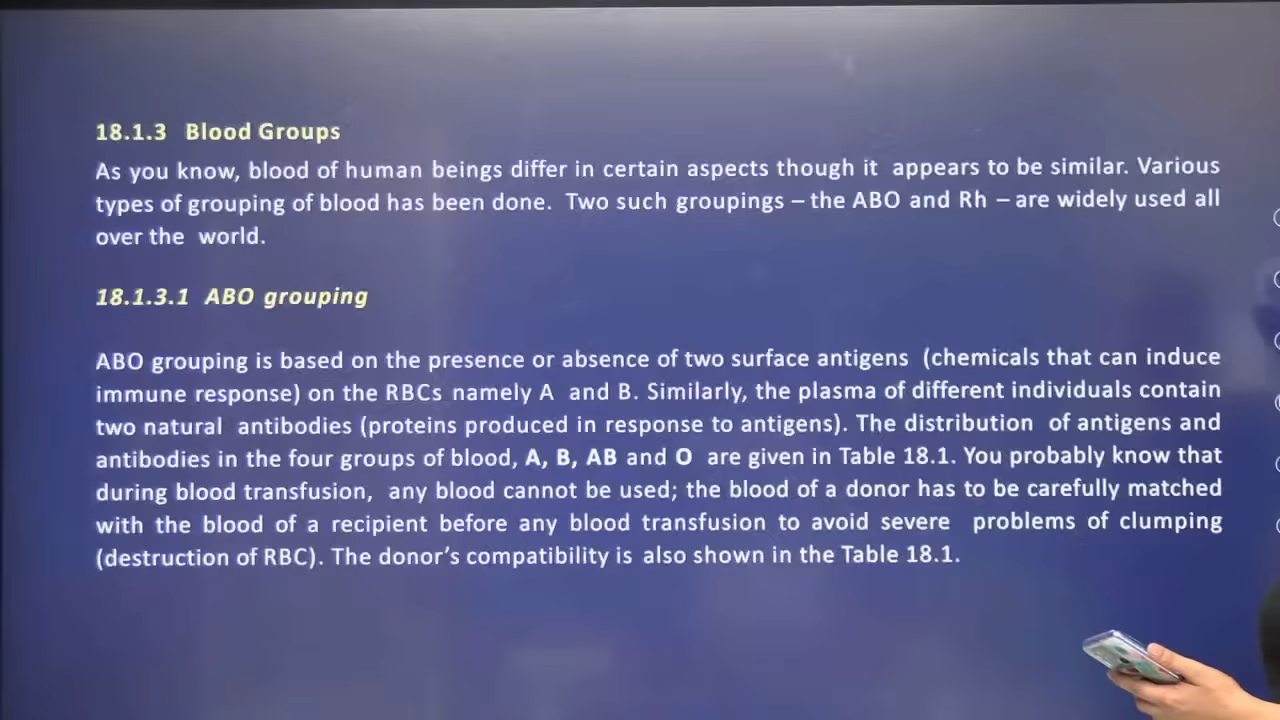 18.1.3 Blood Groups
As you know, blood of human beings differ in certain aspects though it appears to be similar. Various
types of grouping of blood has been done. Two such groupings – the ABO and Rh – are widely used all
over the world.
18.1.3.1 ABO grouping
ABO grouping is based on the presence or absence of two surface antigens (chemicals that can induce
immune response) on the RBCs namely A and B. Similarly, the plasma of different individuals contain
two natural antibodies (proteins produced in response to antigens). The distribution of antigens and
antibodies in the four groups of blood, A, B, AB and O are given in Table 18.1. You probably know that
during blood transfusion, any blood cannot be used; the blood of a donor has to be carefully matched
with the blood of a recipient before any blood transfusion to avoid severe problems of clumping
(destruction of RBC). The donor’s compatibility is also shown in the Table 18.1.